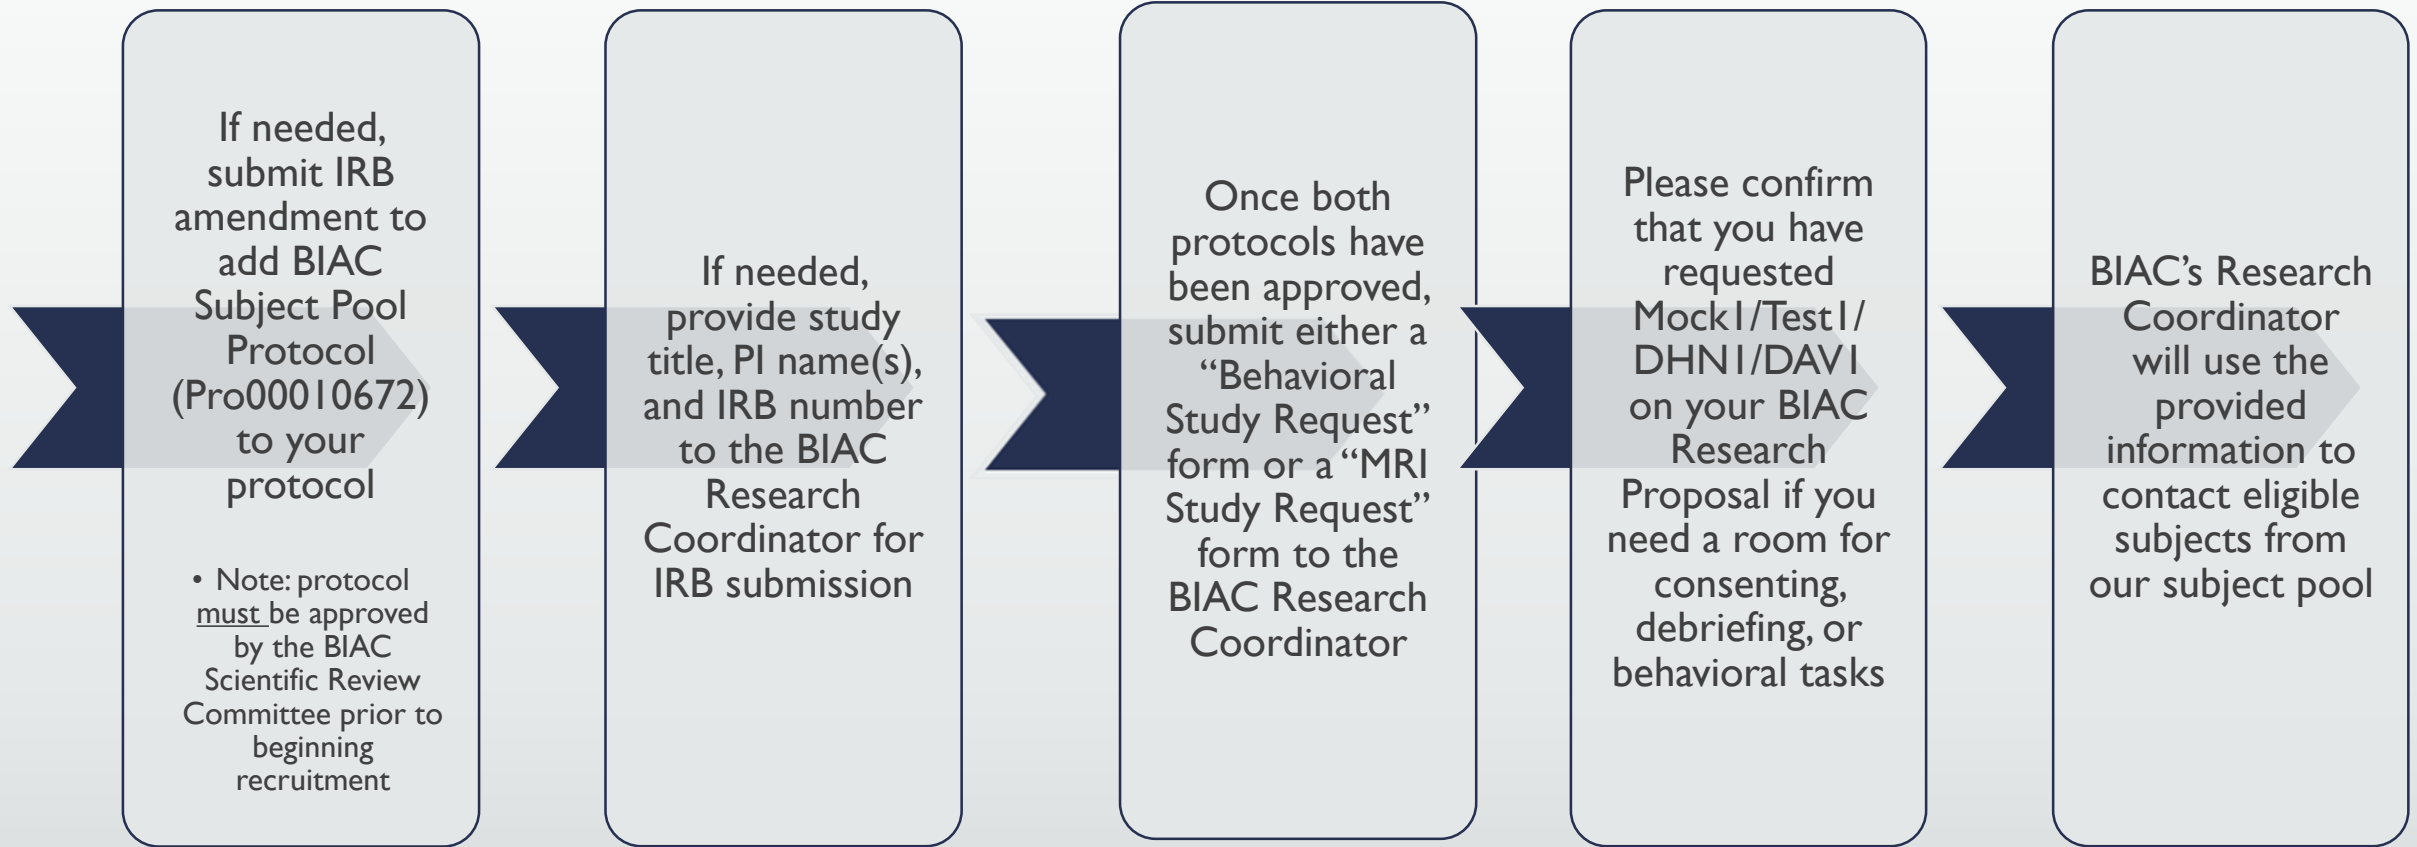 If needed,
submit IRB
amendment to
add BIAC
Subject Pool
Protocol
(Pro00010672)
to your
protocol
• Note: protocol
must be approved
by the BIAC
Scientific Review
Committee prior to
beginning
recruitment
If needed,
provide study
title, PI name(s),
and IRB number
to the BIAC
Research
Coordinator for
IRB submission
Once both
protocols have
been approved,
submit either a
“Behavioral
Study Request”
form or a “MRI
Study Request”
form to the
BIAC Research
Coordinator
Please confirm
that you have
requested
Mock1/Test1/
DHN1/DAV1
on your BIAC
Research
Proposal if you
need a room for
consenting,
debriefing, or
behavioral tasks
BIAC’s Research
Coordinator
will use the
provided
information to
contact eligible
subjects from
our subject pool